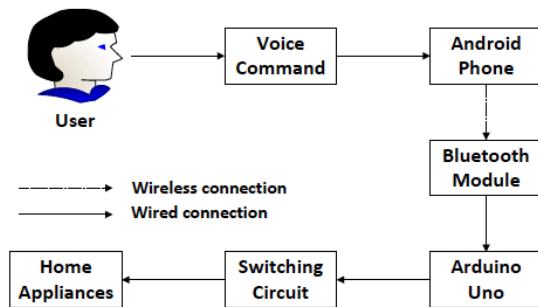 Voice
Command
Android
Phone
User
Bluetooth
Module
Wireless connection
Wired connection
Home
Appliances
Switching
Circuit
Arduino
Uno